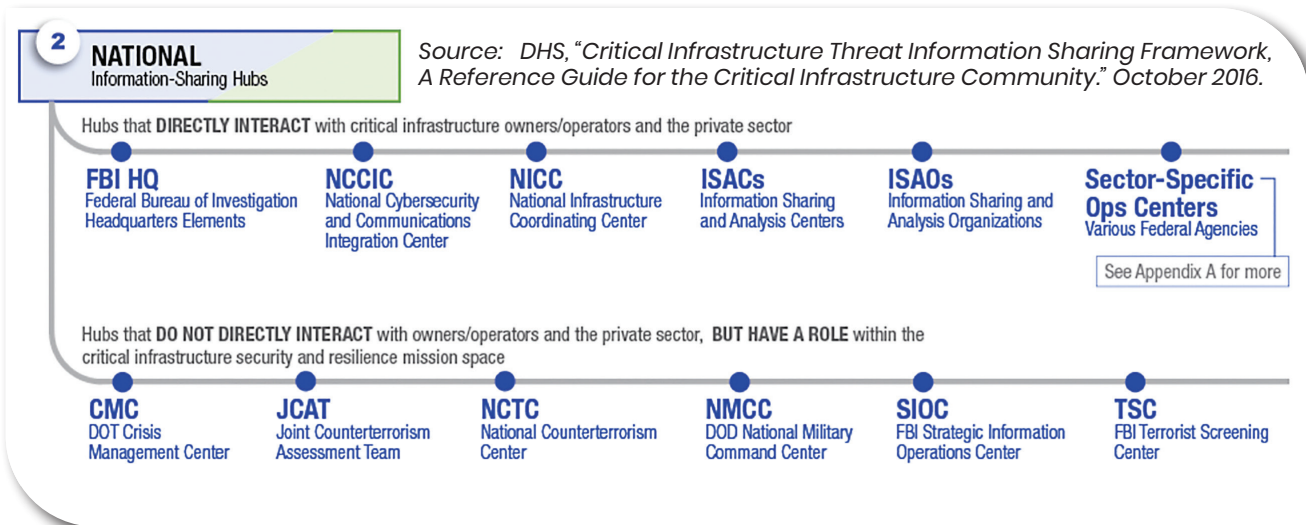 2
NATIONAL
Information-Sharing Hubs
Source: DHS, “Critical Infrastructure Threat Information Sharing Framework,
A Reference Guide for the Critical Infrastructure Community.” October 2016.
Hubs that DIRECTLY INTERACT with critical infrastructure owners/operators and the private sector
FBI HQ
Federal Bureau of Investigation
Headquarters Elements
NCCIC
National Cybersecurity
and Communications
Integration Center
NICC
National Infrastructure
Coordinating Center
ISACs
Information Sharing
and Analysis Centers
ISAOs
Information Sharing and
Analysis Organizations
Sector-Specific
Ops Centers
Various Federal Agencies
See Appendix A for more
Hubs that DO NOT DIRECTLY INTERACT with owners/operators and the private sector, BUT HAVE A ROLE within the
critical infrastructure security and resilience mission space
CMC
DOT Crisis
Management Center
JCAT
Joint Counterterrorism
Assessment Team
NCTC
National Counterterrorism
Center
NMCC
DOD National Military
Command Center
SIOC
FBI Strategic Information
Operations Center
TSC
FBI Terrorist Screening
Center